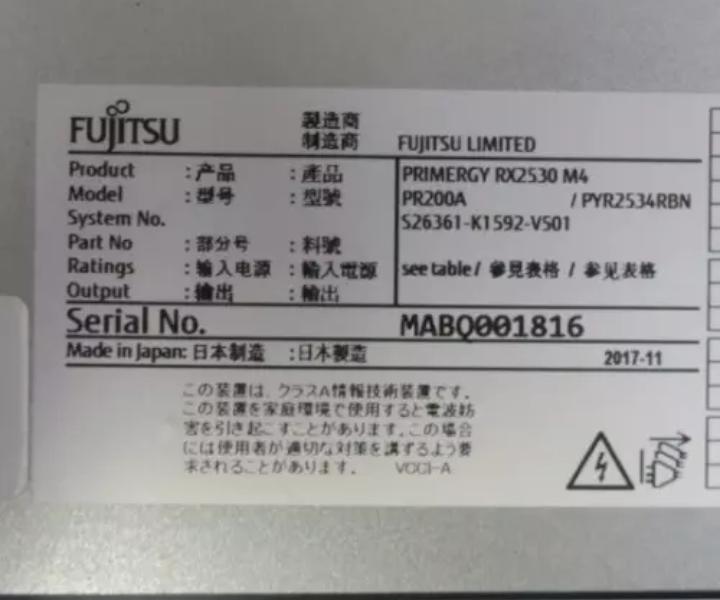 FUJITSU
製造商
制造商 FUJITSU LIMITED
Product :产品 :產品 PRIMERGY RX2530 M4
Model :型号 :型號 PR200A / PYR2534RBN
System No. S26361-K1592-V501
Part No :部分号 :料號
Ratings :输入电源 :輸入電源 see table / 參見表格 / 参见表格
Output :输出 :輸出
Serial No. MABQ001816
Made in Japan: 日本制造 :日本製造 2017-11
この装置は、クラスA情報技術装置です。
この装置を家庭環境で使用すると電波妨
害を引き起こすことがあります。この場合
には使用者が適切な対策を講ずるよう要
求されることがあります。 VCCI-A